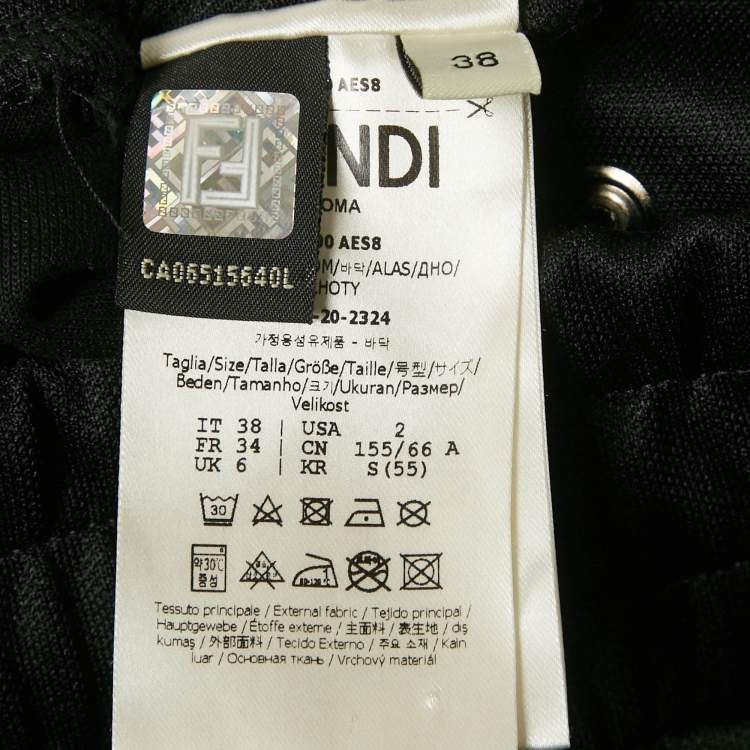 38
AES8
NDI
OMA
00 AES8
OM/바닥/ALAS/ДНО/
HOTY
-20-2324
가정용섬유제품 - 바닥
Taglia/Size/Talla/Größe/Taille/号型/サイズ/
Beden/Tamanho/크기/Ukuran/Размер/
Velikost
IT 38 | USA 2
FR 34 | CN 155/66 A
UK 6 | KR S(55)
30
약30℃
중성
80-120℃
Tessuto principale / External fabric / Tejido principal /
Hauptgewebe / Étoffe externe / 主面料 / 表生地 / dış
kumaş / 外部面料 / Tecido Externo / 주요 소재 / Kain
luar / Основная ткань / Vrchový materiál
CA06515640L